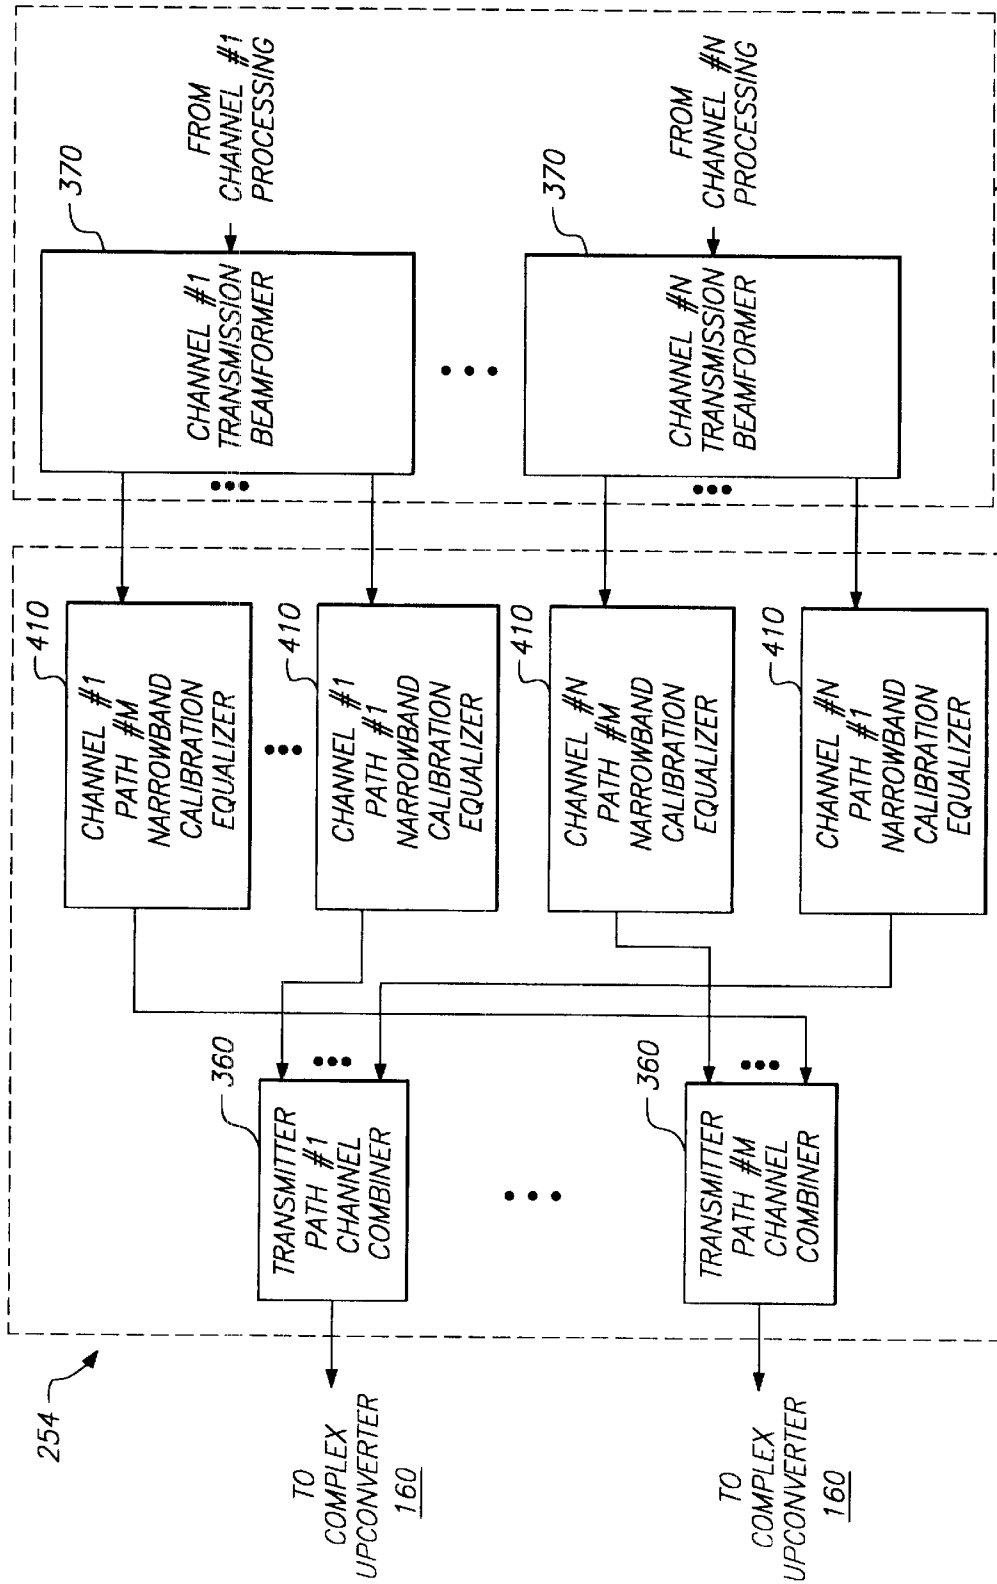 254
TO
COMPLEX
UPCONVERTER
160
TO
COMPLEX
UPCONVERTER
160
360
TRANSMITTER
PATH #1
CHANNEL
COMBINER
360
TRANSMITTER
PATH #M
CHANNEL
COMBINER
410
CHANNEL #1
PATH #M
NARROWBAND
CALIBRATION
EQUALIZER
410
CHANNEL #1
PATH #1
NARROWBAND
CALIBRATION
EQUALIZER
410
CHANNEL #N
PATH #M
NARROWBAND
CALIBRATION
EQUALIZER
410
CHANNEL #N
PATH #1
NARROWBAND
CALIBRATION
EQUALIZER
370
CHANNEL #1
TRANSMISSION
BEAMFORMER
370
CHANNEL #N
TRANSMISSION
BEAMFORMER
FROM
CHANNEL #1
PROCESSING
FROM
CHANNEL #N
PROCESSING